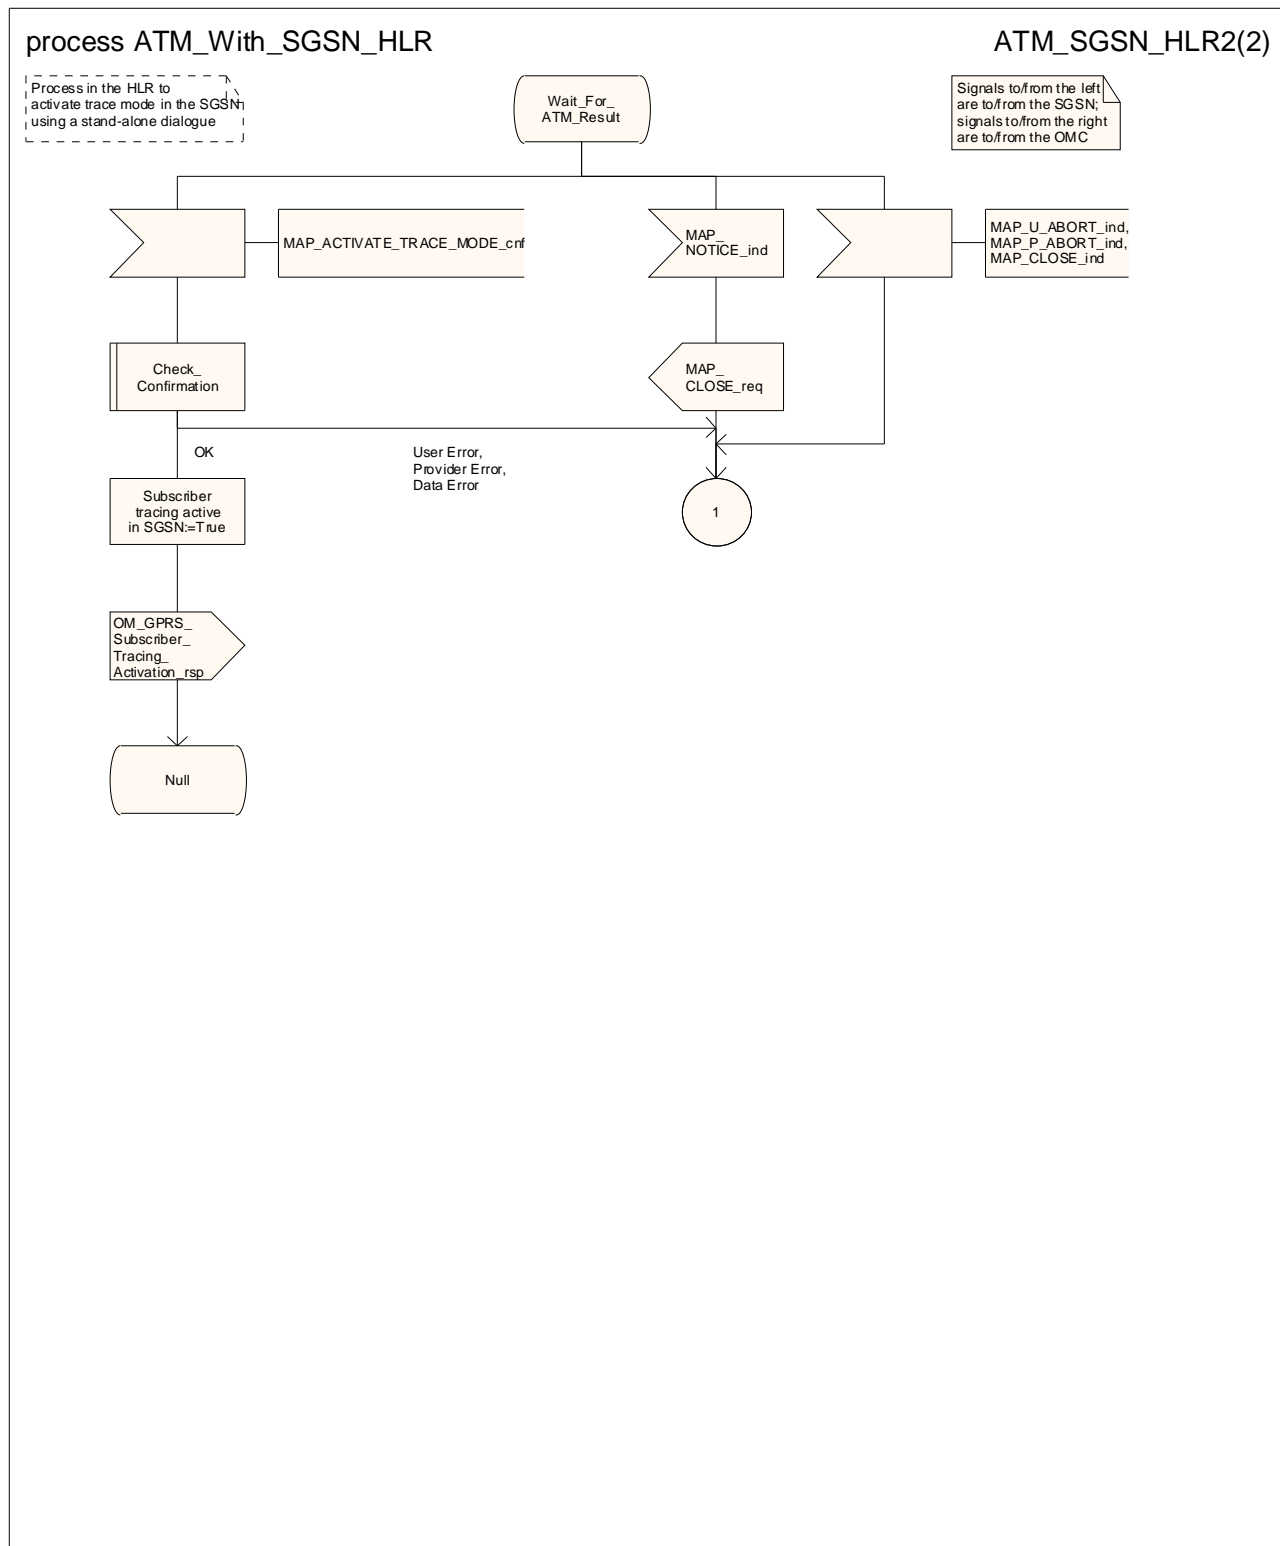 process ATM_With_SGSN_HLR
ATM_SGSN_HLR2(2)
Process in the HLR to
activate trace mode in the SGSN
using a stand-alone dialogue
Wait_For_
ATM_Result
Signals to/from the left
are to/from the SGSN;
signals to/from the right
are to/from the OMC
MAP_ACTIVATE_TRACE_MODE_cnf
MAP_
NOTICE_ind
MAP_U_ABORT_ind,
MAP_P_ABORT_ind,
MAP_CLOSE_ind
Check_
Confirmation
MAP_
CLOSE_req
OK
User Error,
Provider Error,
Data Error
Subscriber
tracing active
in SGSN:=True
1
OM_GPRS_
Subscriber_
Tracing_
Activation_rsp
Null